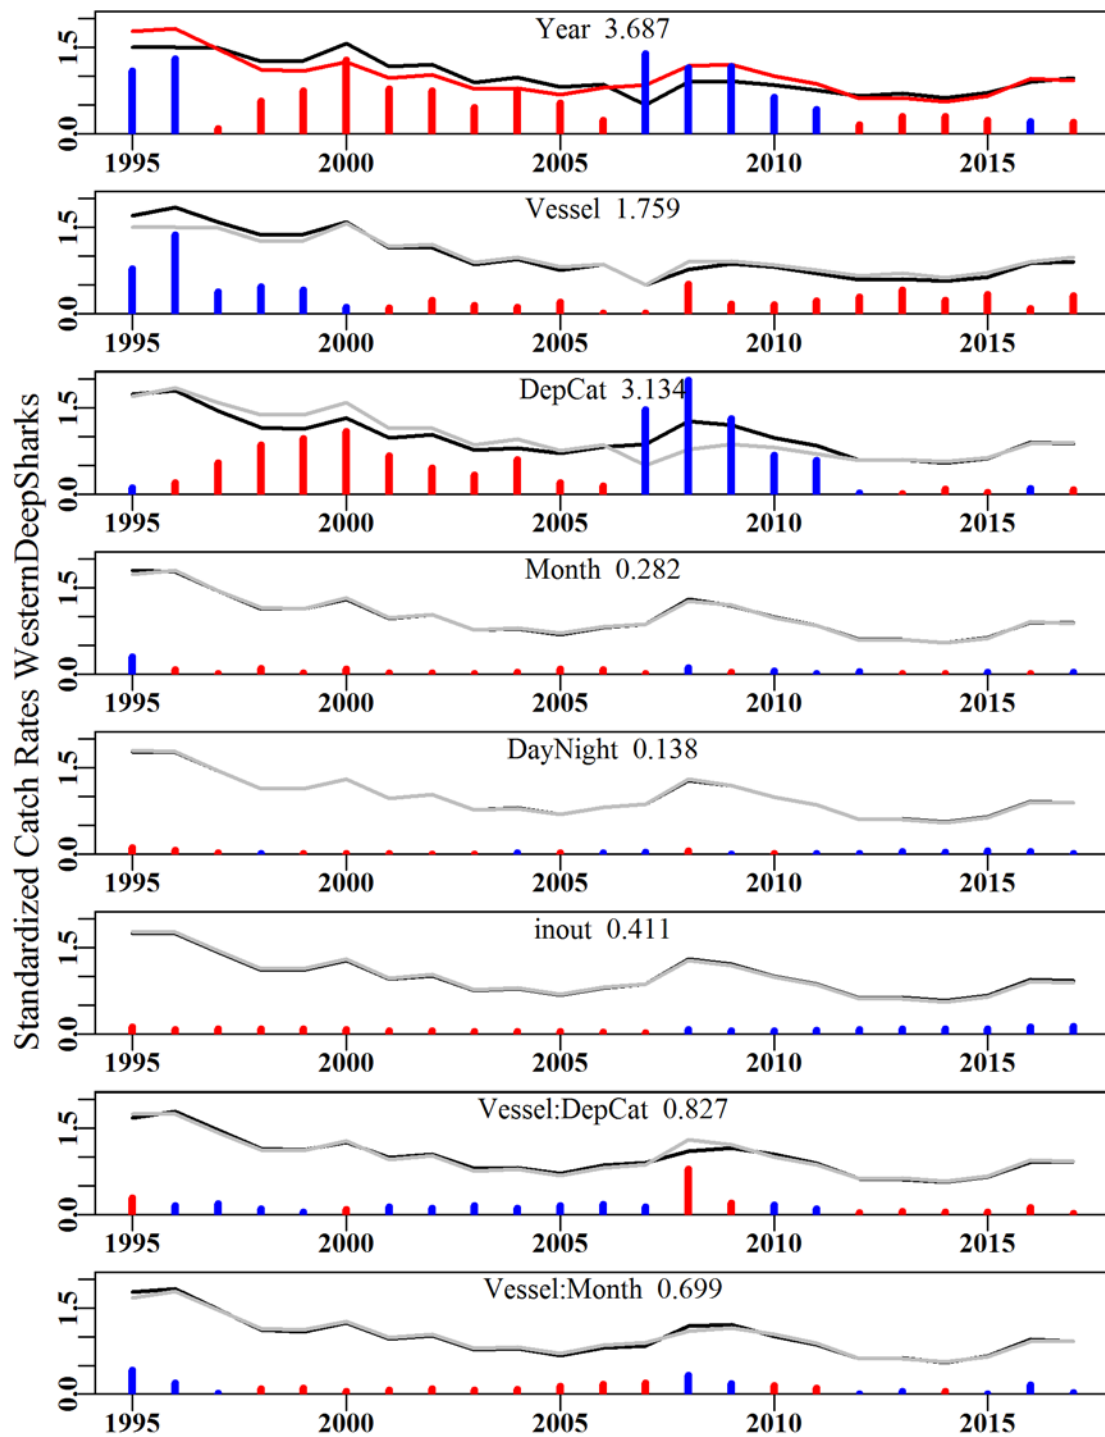 Standardized Catch Rates WesternDeepSharks
Year 3.687
0.0 1.5
1995 2000 2005 2010 2015
Vessel 1.759
0.0 1.5
1995 2000 2005 2010 2015
DepCat 3.134
0.0 1.5
1995 2000 2005 2010 2015
Month 0.282
0.0 1.5
1995 2000 2005 2010 2015
DayNight 0.138
0.0 1.5
1995 2000 2005 2010 2015
inout 0.411
0.0 1.5
1995 2000 2005 2010 2015
Vessel:DepCat 0.827
0.0 1.5
1995 2000 2005 2010 2015
Vessel:Month 0.699
0.0 1.5
1995 2000 2005 2010 2015